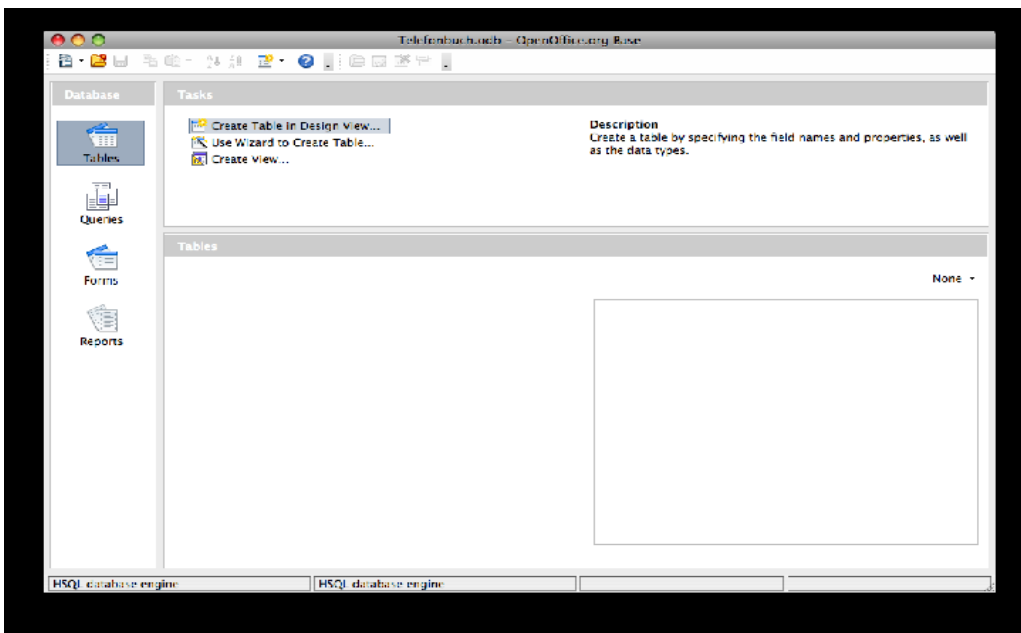 Telefonbuch.odb – OpenOffice.org Base
Database
Tasks
Tables
Queries
Forms
Reports
Create Table in Design View...
Use Wizard to Create Table...
Create View...
Description
Create a table by specifying the field names and properties, as well
as the data types.
Tables
None
HSQL database engine
HSQL database engine